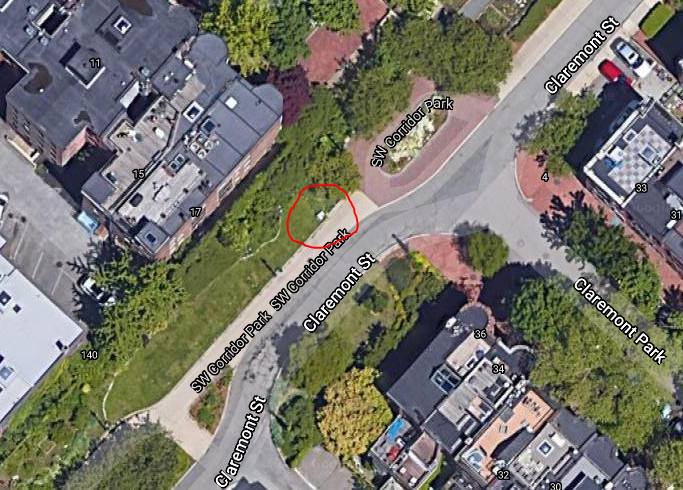 11
Claremont St
SW Corridor Park
15
17
4
33
31
SW Corridor Park
Claremont St
SW Corridor Park
Claremont Park
140
36
34
Claremont St
32
30